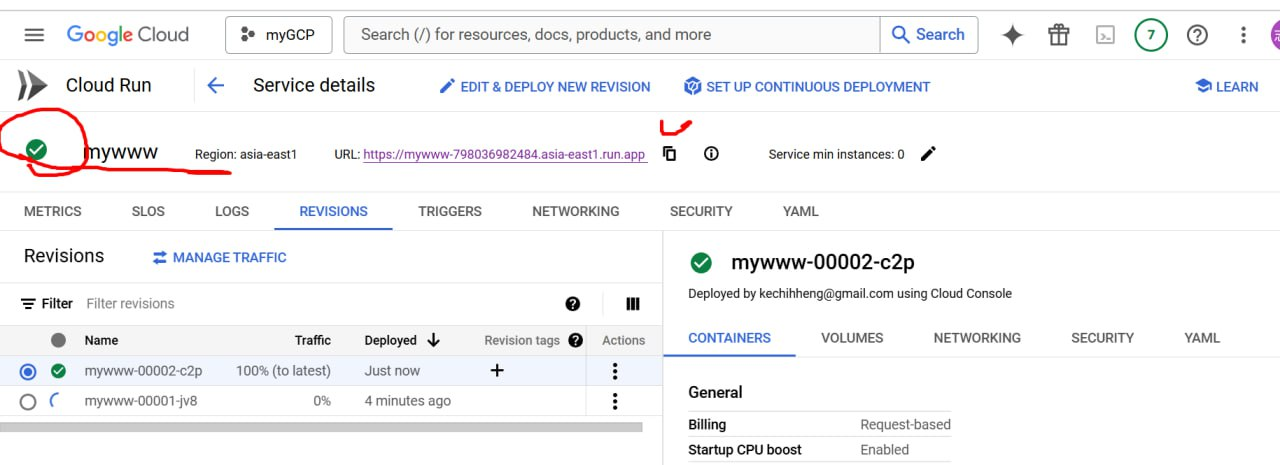 Google Cloud myGCP Search (/) for resources, docs, products, and more Search 7
Cloud Run Service details EDIT & DEPLOY NEW REVISION SET UP CONTINUOUS DEPLOYMENT LEARN
mywww Region: asia-east1 URL: https://mywww-798036982484.asia-east1.run.app Service min instances: 0
METRICS SLOS LOGS REVISIONS TRIGGERS NETWORKING SECURITY YAML
Revisions MANAGE TRAFFIC
Filter Filter revisions
Name Traffic Deployed Revision tags Actions
mywww-00002-c2p 100% (to latest) Just now
mywww-00001-jv8 0% 4 minutes ago
mywww-00002-c2p
Deployed by kechihheng@gmail.com using Cloud Console
CONTAINERS VOLUMES NETWORKING SECURITY YAML
General
Billing Request-based
Startup CPU boost Enabled